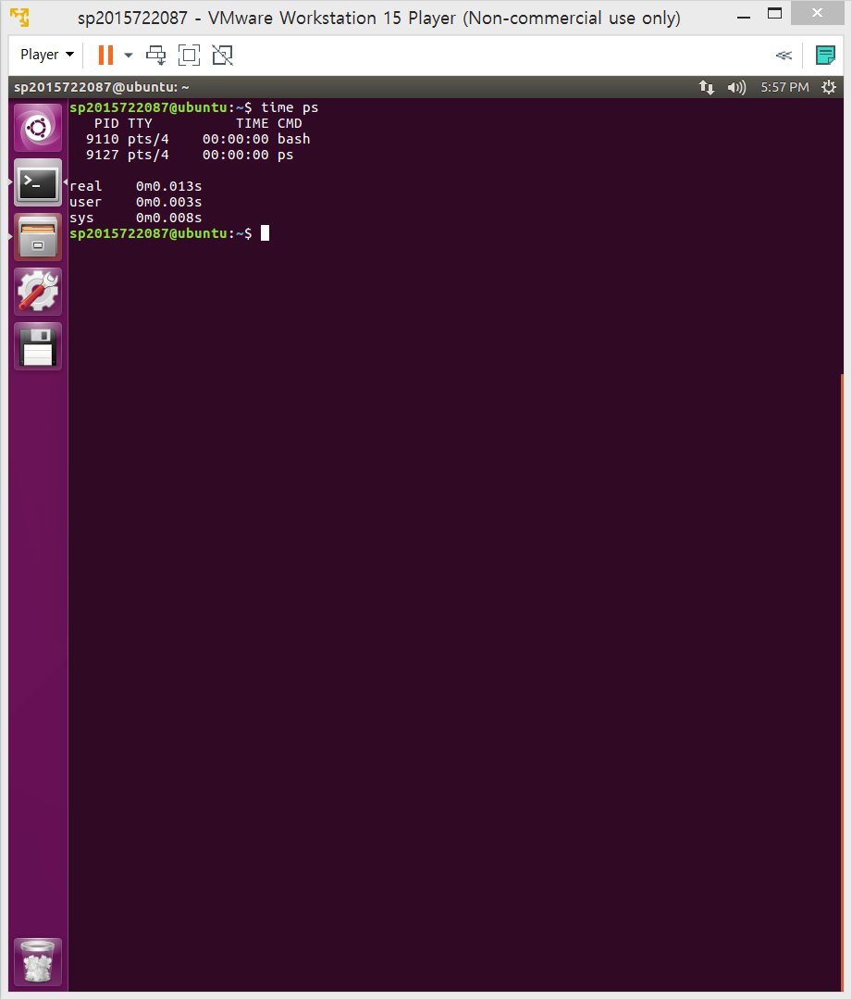 sp2015722087 - VMware Workstation 15 Player (Non-commercial use only)
Player
sp2015722087@ubuntu: ~ 5:57 PM
sp2015722087@ubuntu:~$ time ps
  PID TTY          TIME CMD
 9110 pts/4    00:00:00 bash
 9127 pts/4    00:00:00 ps
real    0m0.013s
user    0m0.003s
sys     0m0.008s
sp2015722087@ubuntu:~$